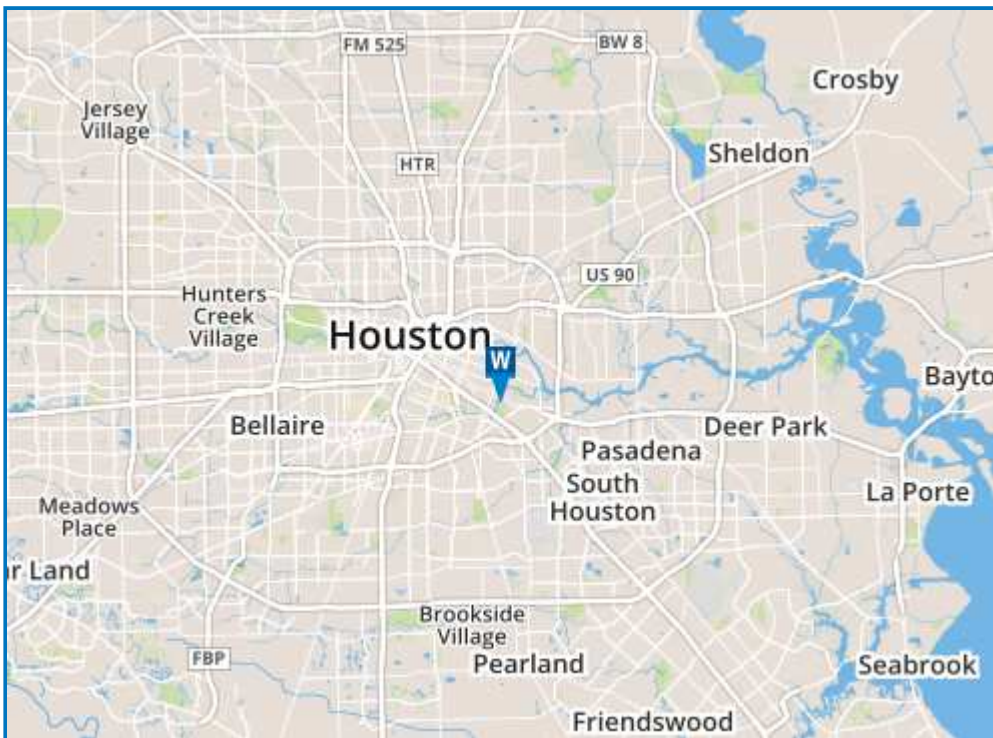 FM 525
BW 8
Crosby
Jersey
Village
Sheldon
HTR
US 90
Hunters
Creek
Village
Houston
W
Bayto
Bellaire
Deer Park
Pasadena
South
Houston
La Porte
Meadows
Place
ar Land
Brookside
Village
FBP
Pearland
Seabrook
Friendswood